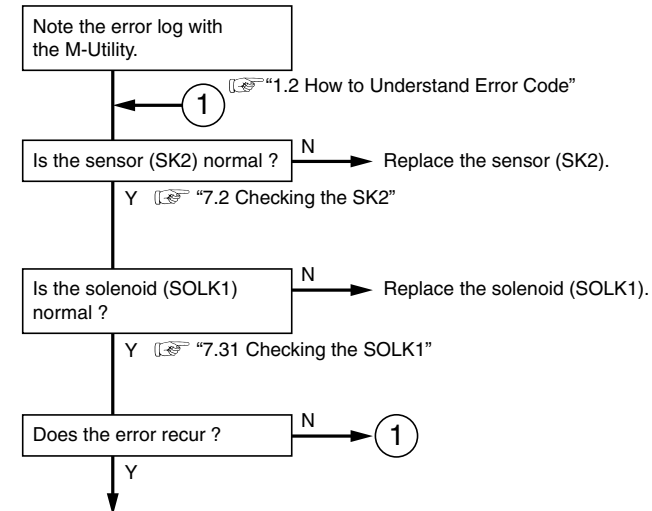 Note the error log with
the M-Utility.
“1.2 How to Understand Error Code”
1
Is the sensor (SK2) normal ?
N
Replace the sensor (SK2).
Y
“7.2 Checking the SK2”
Is the solenoid (SOLK1)
normal ?
N
Replace the solenoid (SOLK1).
Y
“7.31 Checking the SOLK1”
Does the error recur ?
N
1
Y